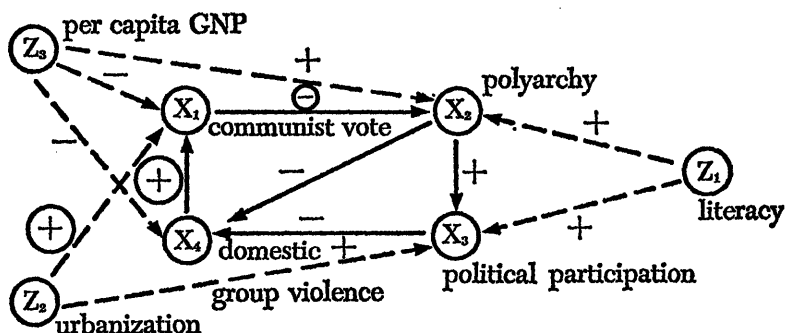 per capita GNP
Z₃
+
polyarchy
−
−
X₁
X₂
communist vote
+
−
+
−
+
Z₁
literacy
+
−
+
X₄
domestic +
X₃
group violence
political participation
Z₂
urbanization